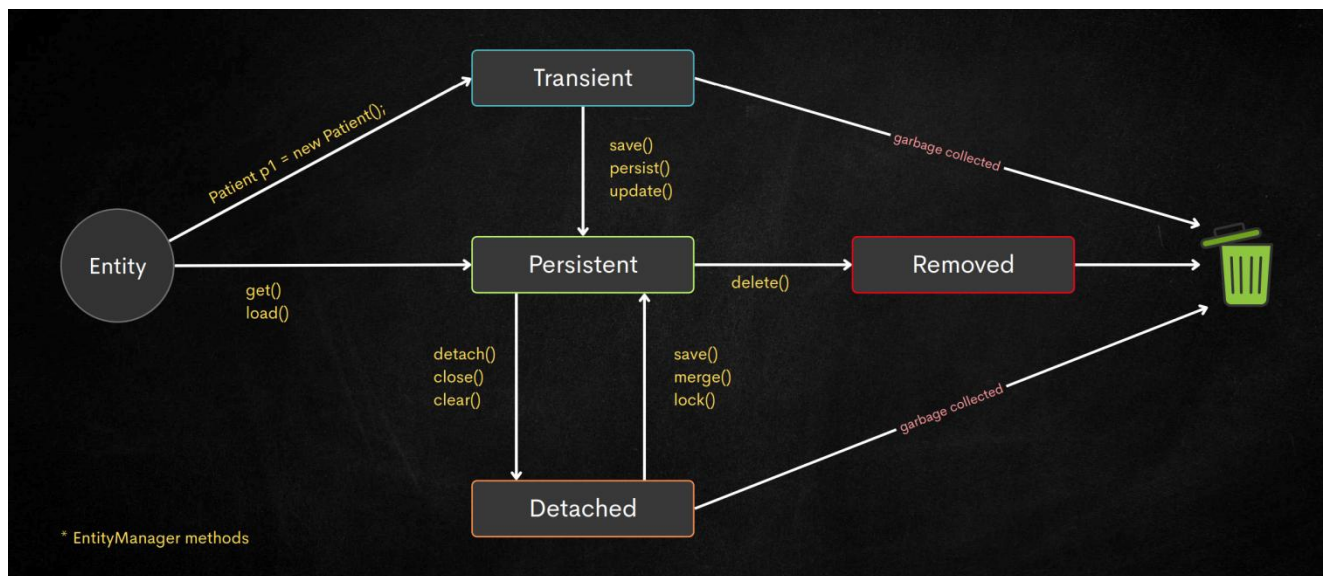 Transient
Patient p1 = new Patient();
save()
persist()
update()
garbage collected
Entity
Persistent
Removed
get()
load()
delete()
detach()
close()
clear()
save()
merge()
lock()
garbage collected
Detached
* EntityManager methods